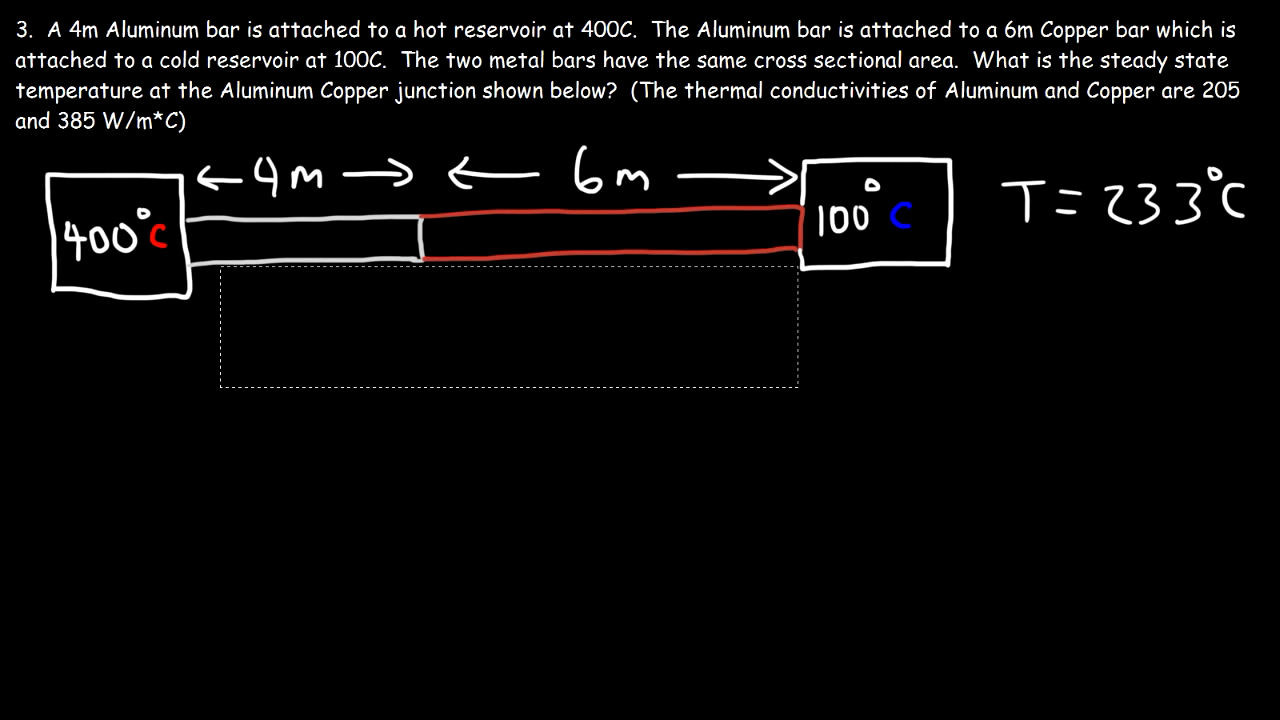 3. A 4m Aluminum bar is attached to a hot reservoir at 400C. The Aluminum bar is attached to a 6m Copper bar which is
attached to a cold reservoir at 100C. The two metal bars have the same cross sectional area. What is the steady state
temperature at the Aluminum Copper junction shown below? (The thermal conductivities of Aluminum and Copper are 205
and 385 W/m*C)
4m 6m
400°C 100°C T = 233°C